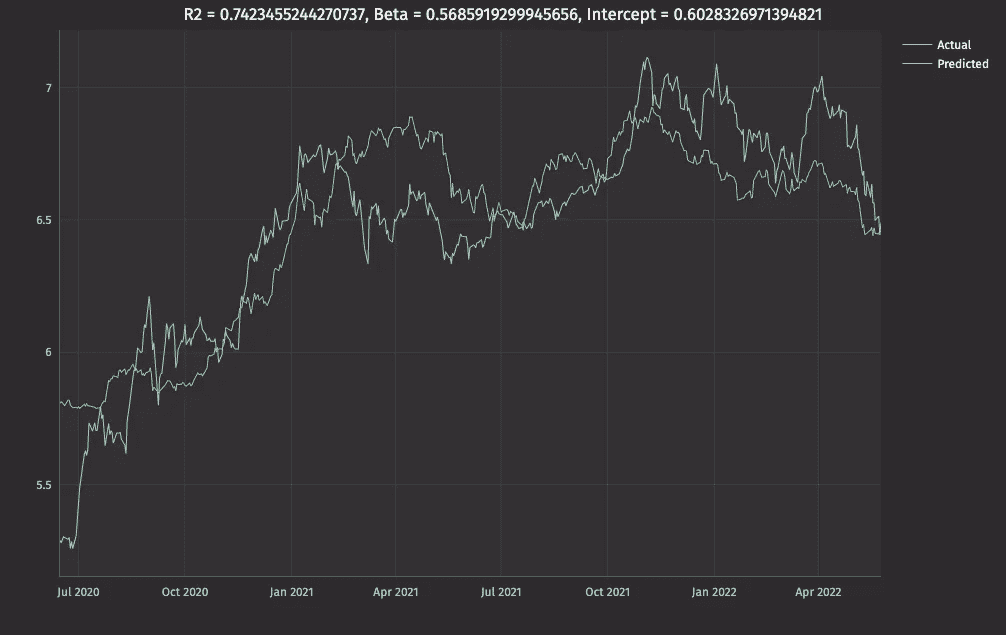 R2 = 0.7423455244270737, Beta = 0.5685919299945656, Intercept = 0.6028326971394821
Actual
Predicted
7
6.5
6
5.5
Jul 2020 Oct 2020 Jan 2021 Apr 2021 Jul 2021 Oct 2021 Jan 2022 Apr 2022